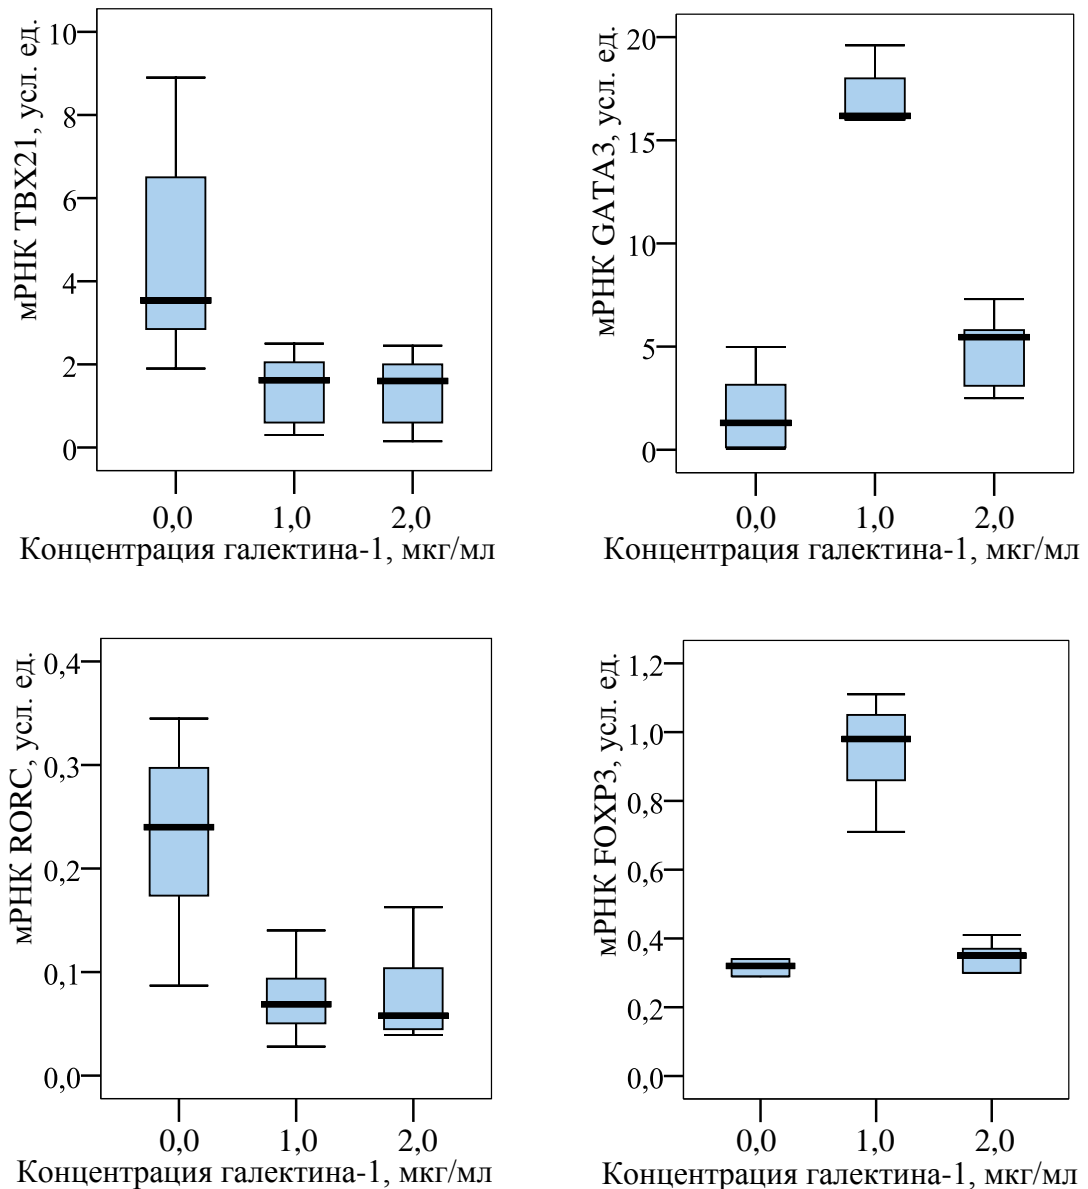 мРНК TBX21, усл. ед.
10
8
6
4
2
0
0,0 1,0 2,0
Концентрация галектина-1, мкг/мл
мРНК GATA3, усл. ед.
20
15
10
5
0
0,0 1,0 2,0
Концентрация галектина-1, мкг/мл
мРНК RORC, усл. ед.
0,4
0,3
0,2
0,1
0,0
0,0 1,0 2,0
Концентрация галектина-1, мкг/мл
мРНК FOXP3, усл. ед.
1,2
1,0
0,8
0,6
0,4
0,2
0,0
0,0 1,0 2,0
Концентрация галектина-1, мкг/мл